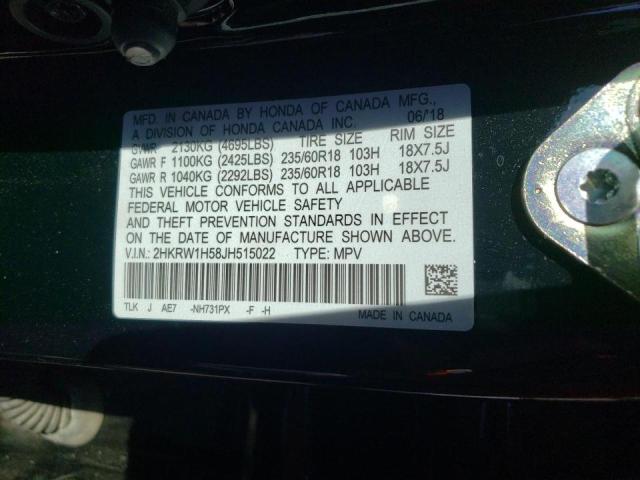 MFD. IN CANADA BY HONDA OF CANADA MFG.,
A DIVISION OF HONDA CANADA INC. 06/18
GVWR 2130KG (4695LBS) TIRE SIZE RIM SIZE
GAWR F 1100KG (2425LBS) 235/60R18 103H 18X7.5J
GAWR R 1040KG (2292LBS) 235/60R18 103H 18X7.5J
THIS VEHICLE CONFORMS TO ALL APPLICABLE
FEDERAL MOTOR VEHICLE SAFETY
AND THEFT PREVENTION STANDARDS IN EFFECT
ON THE DATE OF MANUFACTURE SHOWN ABOVE.
V.I.N.: 2HKRW1H58JH515022 TYPE: MPV
TLK J AE7 -NH731PX -F -H
MADE IN CANADA